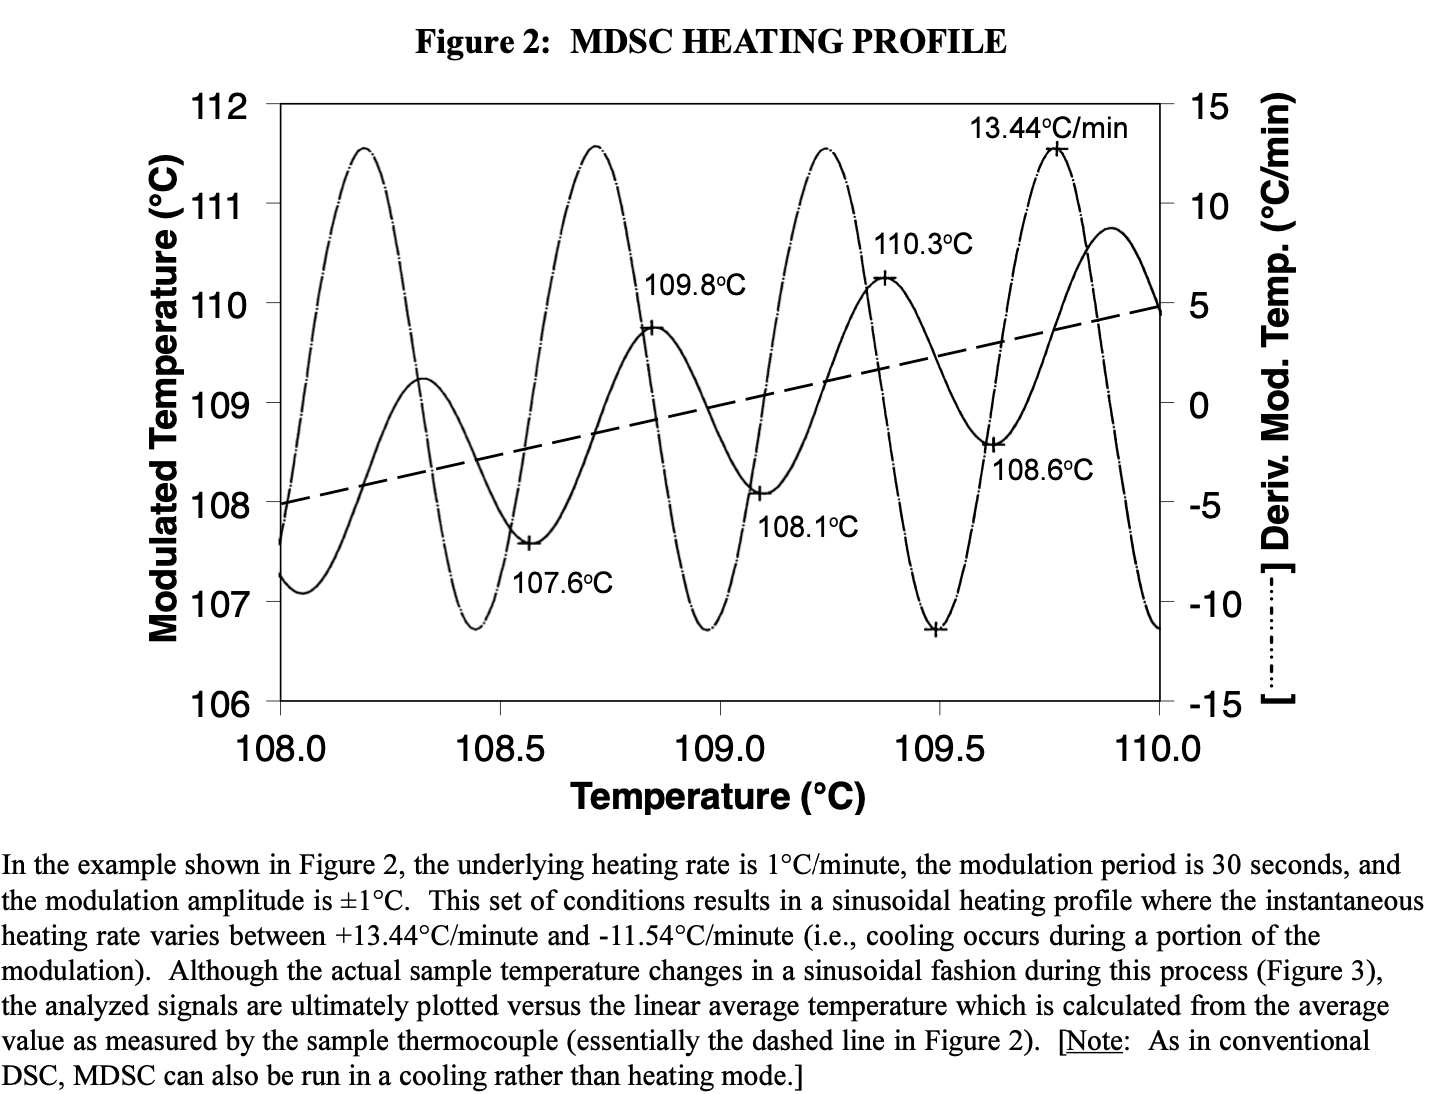 Figure 2: MDSC HEATING PROFILE
112
111
110
109
108
107
106
Modulated Temperature (°C)
13.44°C/min
110.3°C
109.8°C
108.6°C
108.1°C
107.6°C
15
10
5
0
-5
-10
-15
[-----------] Deriv. Mod. Temp. (°C/min)
108.0 108.5 109.0 109.5 110.0
Temperature (°C)
In the example shown in Figure 2, the underlying heating rate is 1°C/minute, the modulation period is 30 seconds, and
the modulation amplitude is ±1°C. This set of conditions results in a sinusoidal heating profile where the instantaneous
heating rate varies between +13.44°C/minute and -11.54°C/minute (i.e., cooling occurs during a portion of the
modulation). Although the actual sample temperature changes in a sinusoidal fashion during this process (Figure 3),
the analyzed signals are ultimately plotted versus the linear average temperature which is calculated from the average
value as measured by the sample thermocouple (essentially the dashed line in Figure 2). [Note: As in conventional
DSC, MDSC can also be run in a cooling rather than heating mode.]